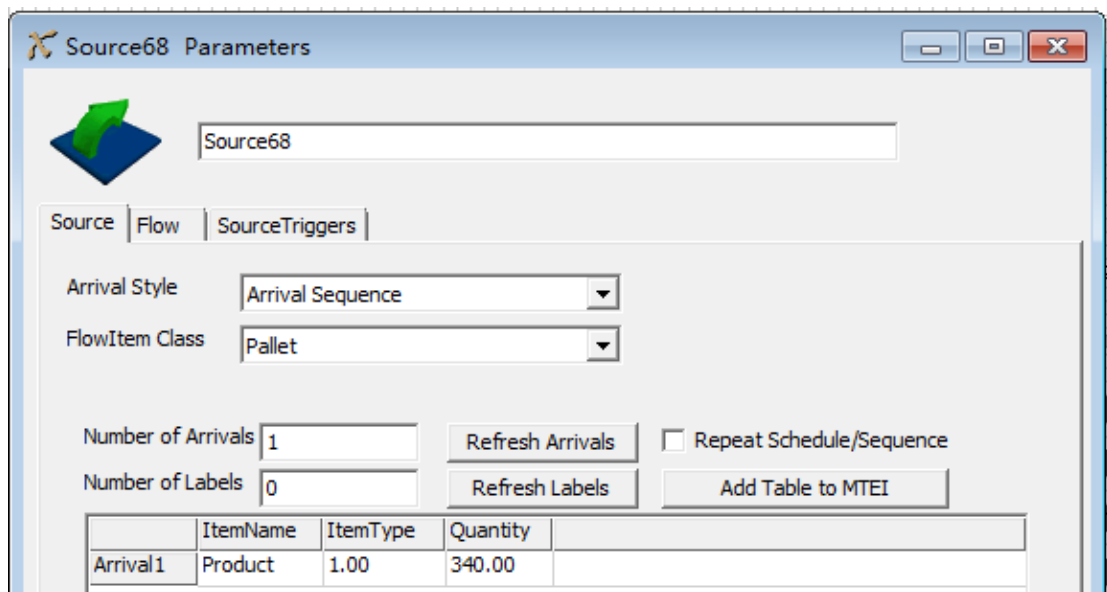 Source68 Parameters
Source68
Source Flow SourceTriggers
Arrival Style Arrival Sequence
FlowItem Class Pallet
Number of Arrivals 1 Refresh Arrivals Repeat Schedule/Sequence
Number of Labels 0 Refresh Labels Add Table to MTEI
ItemName ItemType Quantity
Arrival1 Product 1.00 340.00